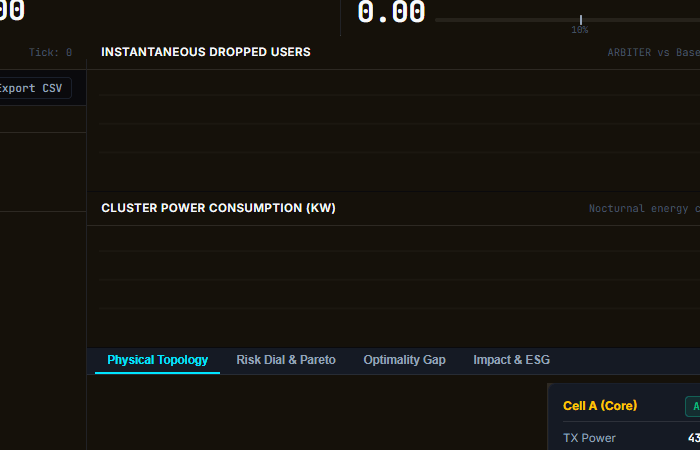 00
0.00
10%
Tick: 0
INSTANTANEOUS DROPPED USERS
ARBITER vs Base
Export CSV
CLUSTER POWER CONSUMPTION (KW)
Nocturnal energy
Physical Topology
Risk Dial & Pareto
Optimality Gap
Impact & ESG
Cell A (Core)
A
TX Power
43